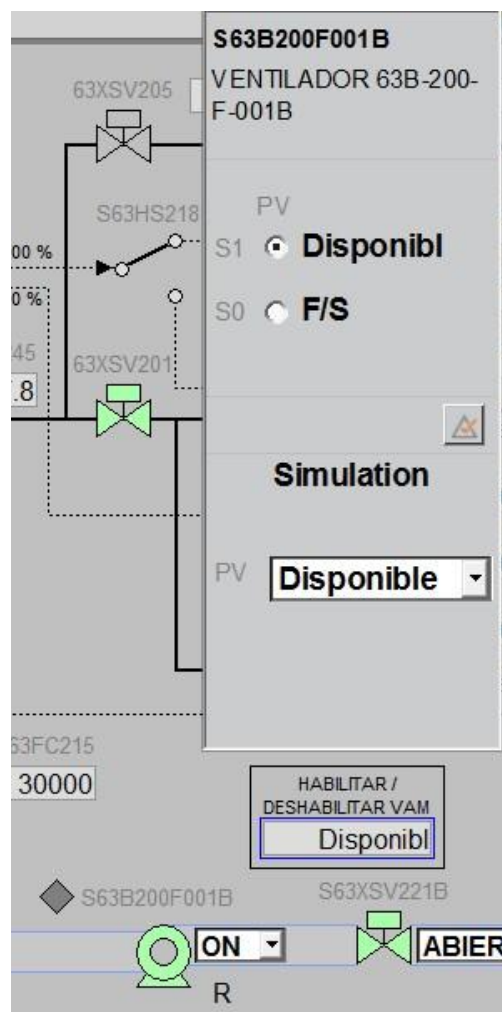 S63B200F001B
VENTILADOR 63B-200-
F-001B
63XSV205
PV
S63HS218
S1 Disponibl
00 %
0 %
S0 F/S
45
.8
63XSV201
Simulation
PV Disponible
63FC215
30000
HABILITAR /
DESHABILITAR VAM
Disponibl
S63B200F001B
S63XSV221B
ON
ABIER
R